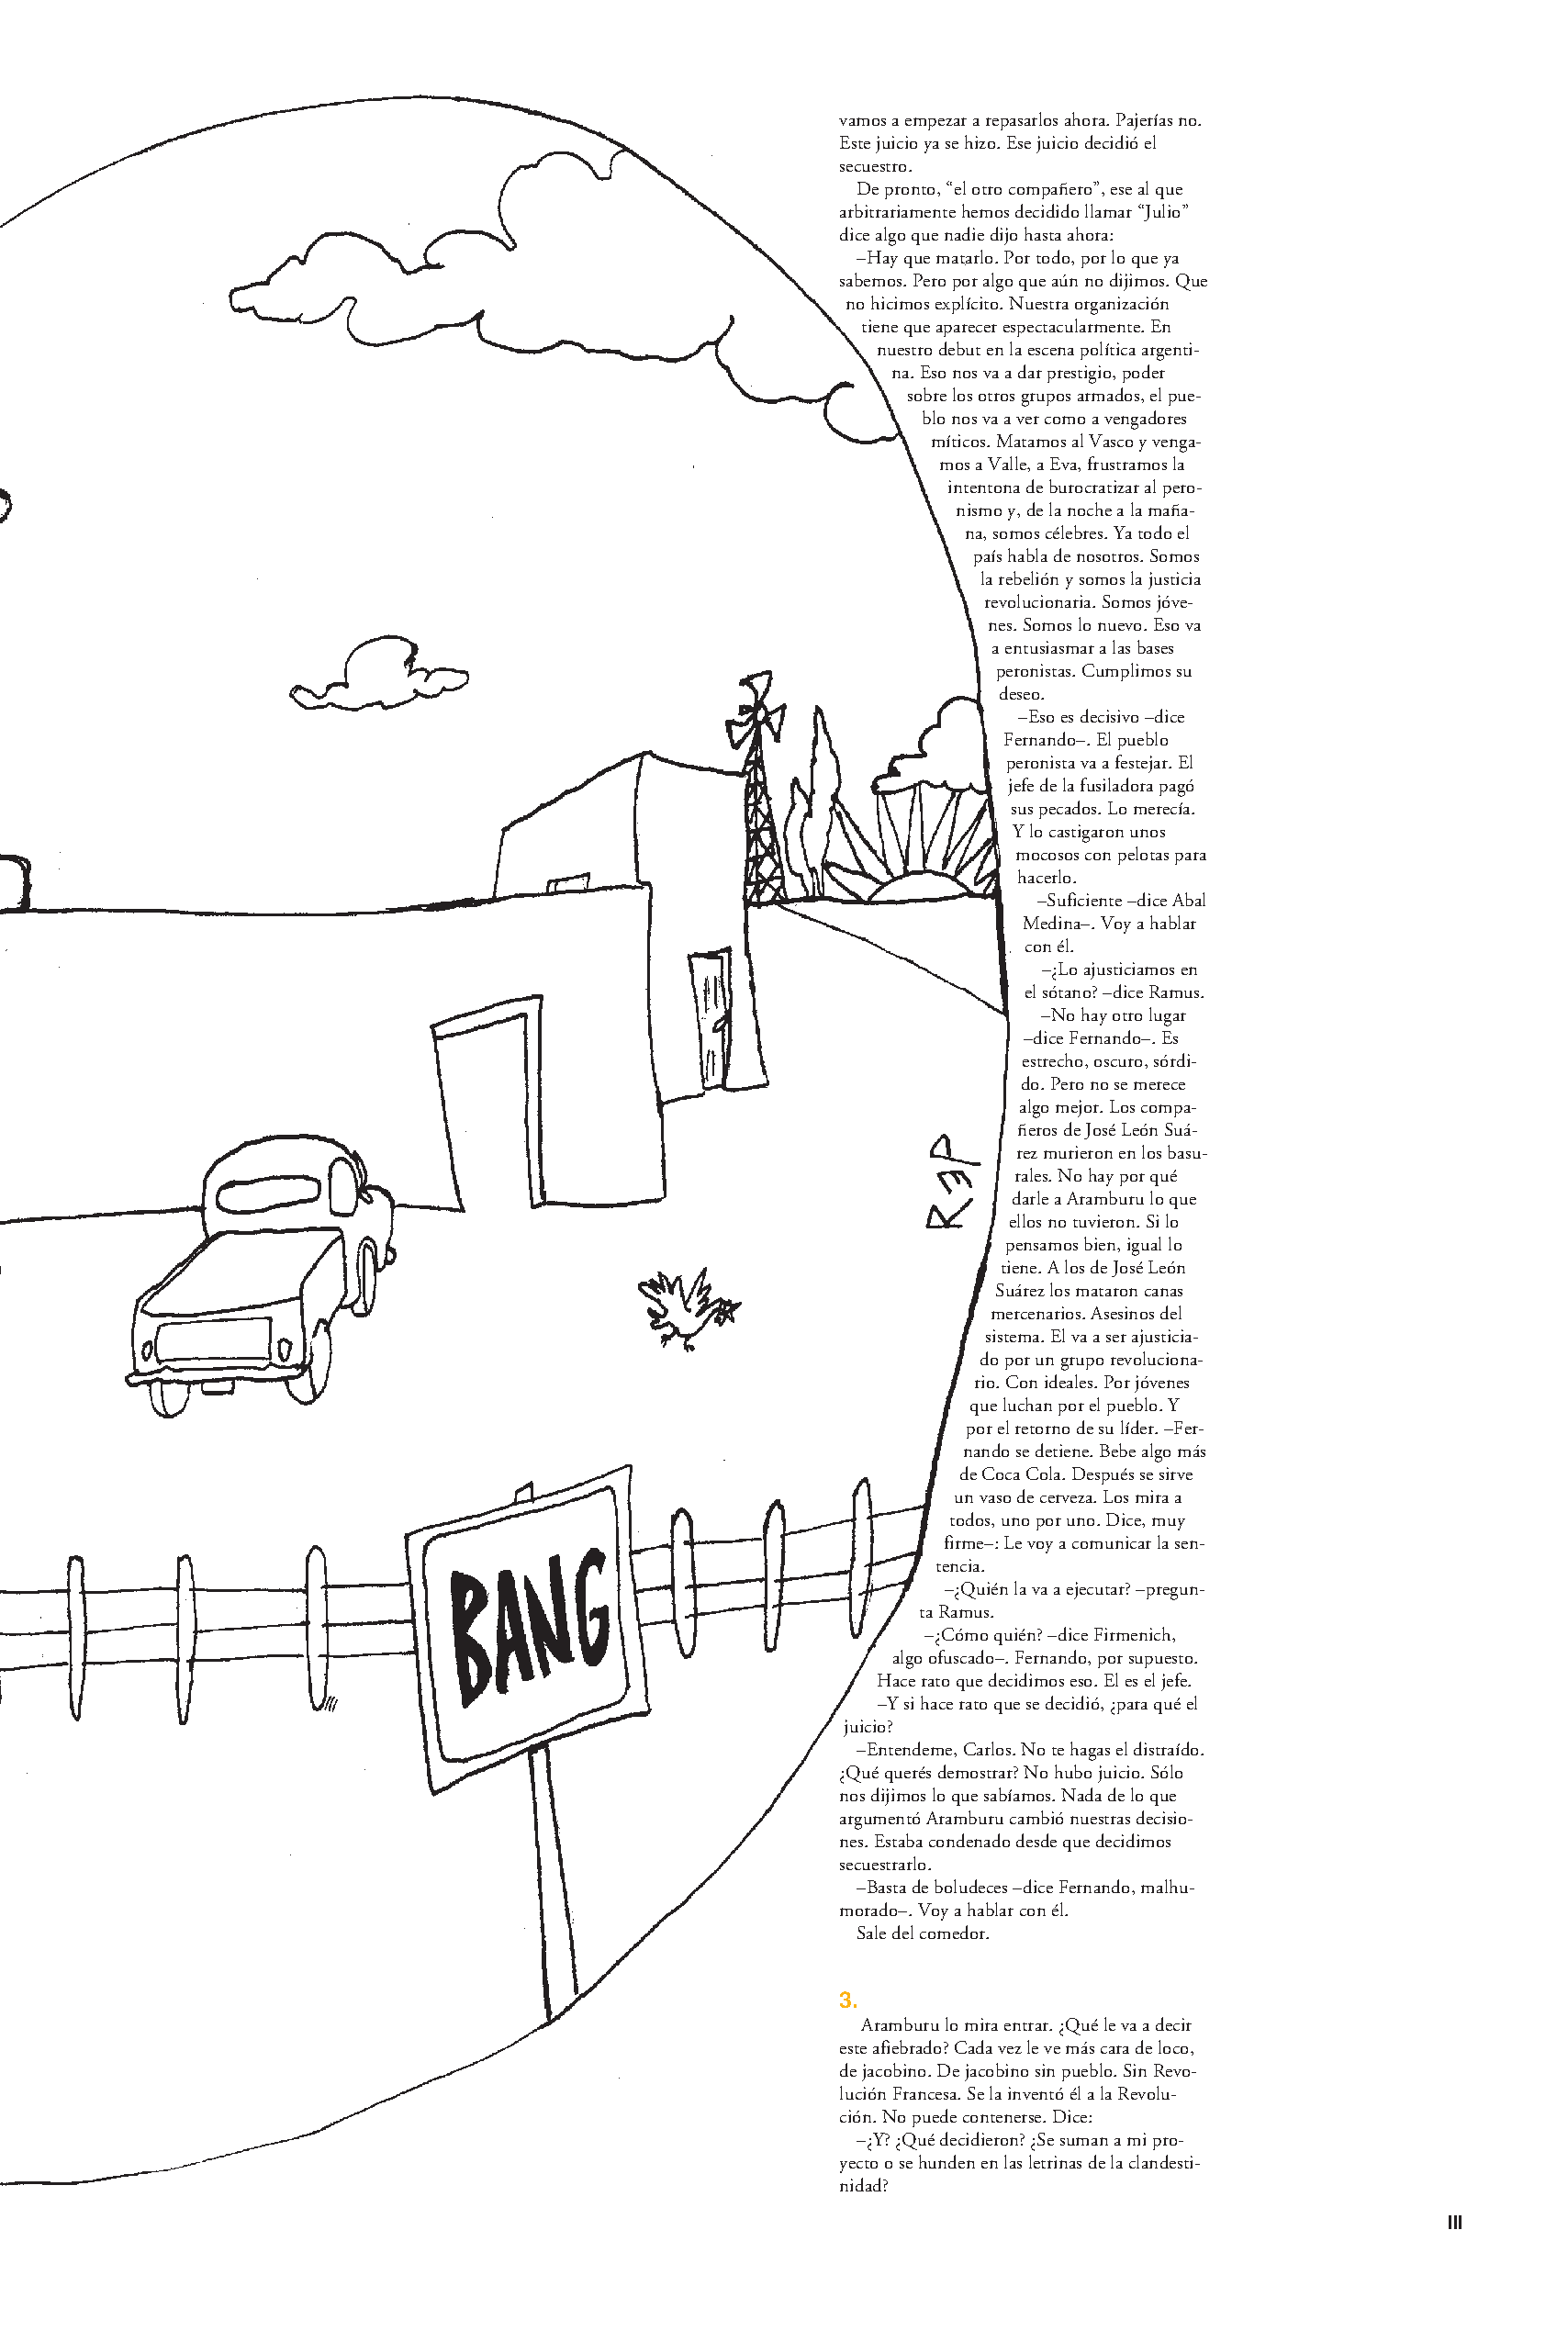 vamos a empezar a repasarlos ahora. Pajerías no.
Este juicio ya se hizo. Ese juicio decidió el
secuestro.
De pronto, “el otro compañero”, ese al que
arbitrariamente hemos decidido llamar “Julio”
dice algo que nadie dijo hasta ahora:
–Hay que matarlo. Por todo, por lo que ya
sabemos. Pero por algo que aún no dijimos. Que
no hicimos explícito. Nuestra organización
tiene que aparecer espectacularmente. En
nuestro debut en la escena política argenti-
na. Eso nos va a dar prestigio, poder
sobre los otros grupos armados, el pue-
blo nos va a ver como a vengadores
míticos. Matamos al Vasco y venga-
mos a Valle, a Eva, frustramos la
intentona de burocratizar al pero-
nismo y, de la noche a la maña-
na, somos célebres. Ya todo el
país habla de nosotros. Somos
la rebelión y somos la justicia
revolucionaria. Somos jóve-
nes. Somos lo nuevo. Eso va
a entusiasmar a las bases
peronistas. Cumplimos su
deseo.
–Eso es decisivo –dice
Fernando–. El pueblo
peronista va a festejar. El
jefe de la fusiladora pagó
sus pecados. Lo merecía.
Y lo castigaron unos
mocosos con pelotas para
hacerlo.
–Suficiente –dice Abal
Medina–. Voy a hablar
con él.
–¿Lo ajusticiamos en
el sótano? –dice Ramus.
–No hay otro lugar
–dice Fernando–. Es
estrecho, oscuro, sórdi-
do. Pero no se merece
algo mejor. Los compa-
ñeros de José León Suá-
rez murieron en los basu-
rales. No hay por qué
darle a Aramburu lo que
ellos no tuvieron. Si lo
pensamos bien, igual lo
tiene. A los de José León
Suárez los mataron canas
mercenarios. Asesinos del
sistema. El va a ser ajusticia-
do por un grupo revoluciona-
rio. Con ideales. Por jóvenes
que luchan por el pueblo. Y
por el retorno de su líder. –Fer-
nando se detiene. Bebe algo más
de Coca Cola. Después se sirve
un vaso de cerveza. Los mira a
todos, uno por uno. Dice, muy
firme–: Le voy a comunicar la sen-
tencia.
–¿Quién la va a ejecutar? –pregun-
ta Ramus.
–¿Cómo quién? –dice Firmenich,
algo ofuscado–. Fernando, por supuesto.
Hace rato que decidimos eso. El es el jefe.
–Y si hace rato que se decidió, ¿para qué el
juicio?
–Entendeme, Carlos. No te hagas el distraído.
¿Qué querés demostrar? No hubo juicio. Sólo
nos dijimos lo que sabíamos. Nada de lo que
argumentó Aramburu cambió nuestras decisio-
nes. Estaba condenado desde que decidimos
secuestrarlo.
–Basta de boludeces –dice Fernando, malhu-
morado–. Voy a hablar con él.
Sale del comedor.
3.
Aramburu lo mira entrar. ¿Qué le va a decir
este afiebrado? Cada vez le ve más cara de loco,
de jacobino. De jacobino sin pueblo. Sin Revo-
lución Francesa. Se la inventó él a la Revolu-
ción. No puede contenerse. Dice:
–¿Y? ¿Qué decidieron? ¿Se suman a mi pro-
yecto o se hunden en las letrinas de la clandesti-
nidad?
REP
BANG
III